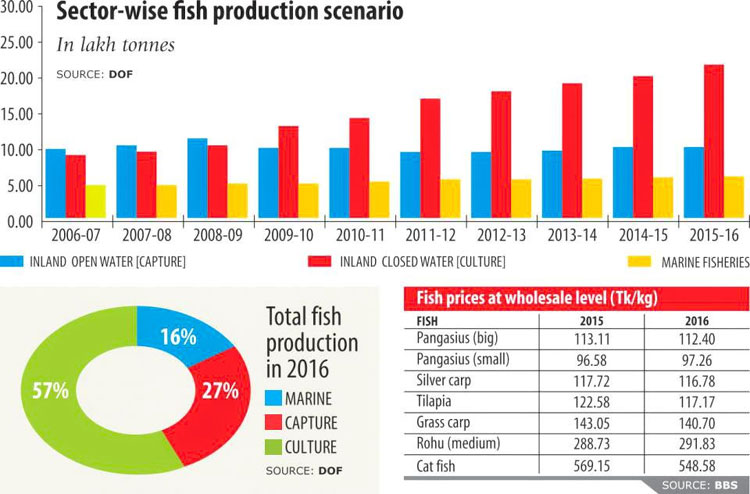 Sector-wise fish production scenario
In lakh tonnes
SOURCE: DOF
30.00
25.00
20.00
15.00
10.00
5.00
0.00
2006-07 2007-08 2008-09 2009-10 2010-11 2011-12 2012-13 2013-14 2014-15 2015-16
INLAND OPEN WATER [CAPTURE] INLAND CLOSED WATER [CULTURE] MARINE FISHERIES
Total fish
production
in 2016
MARINE
CAPTURE
CULTURE
SOURCE: DOF
16%
27%
57%
Fish prices at wholesale level (Tk/kg)
FISH 2015 2016
Pangasius (big) 113.11 112.40
Pangasius (small) 96.58 97.26
Silver carp 117.72 116.78
Tilapia 122.58 117.17
Grass carp 143.05 140.70
Rohu (medium) 288.73 291.83
Cat fish 569.15 548.58
SOURCE: BBS